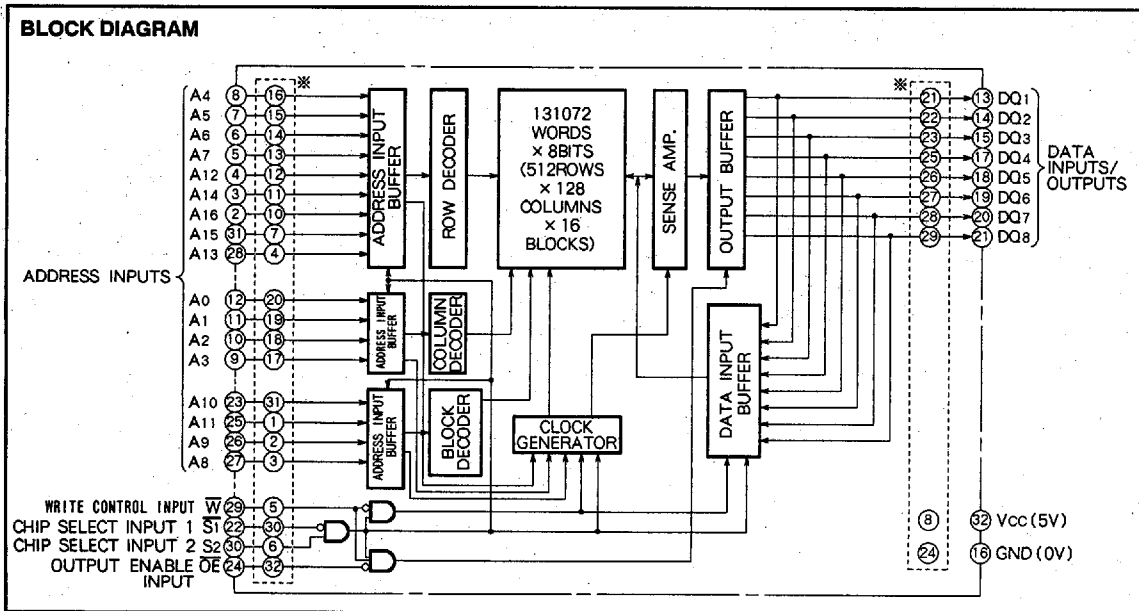 BLOCK DIAGRAM
※
※
ADDRESS INPUTS
A4 8 16
A5 7 15
A6 6 14
A7 5 13
A12 4 12
A14 3 11
A16 2 10
A15 31 7
A13 28 4
A0 12 20
A1 11 19
A2 10 18
A3 9 17
A10 23 31
A11 25 1
A9 26 2
A8 27 3
WRITE CONTROL INPUT W̅ 29 5
CHIP SELECT INPUT 1 S̅1 22 30
CHIP SELECT INPUT 2 S2 30 6
OUTPUT ENABLE O̅E̅ 24 32
INPUT
ADDRESS INPUT
BUFFER
ROW DECODER
131072
WORDS
× 8BITS
(512ROWS
× 128
COLUMNS
× 16
BLOCKS)
SENSE AMP.
OUTPUT BUFFER
ADDRESS INPUT
BUFFER
COLUMN
DECODER
ADDRESS INPUT
BUFFER
BLOCK
DECODER
CLOCK
GENERATOR
DATA INPUT
BUFFER
21 13 DQ1
22 14 DQ2
23 15 DQ3
25 17 DQ4
26 18 DQ5
27 19 DQ6
28 20 DQ7
29 21 DQ8
DATA
INPUTS/
OUTPUTS
8 32 VCC (5V)
24 16 GND (0V)